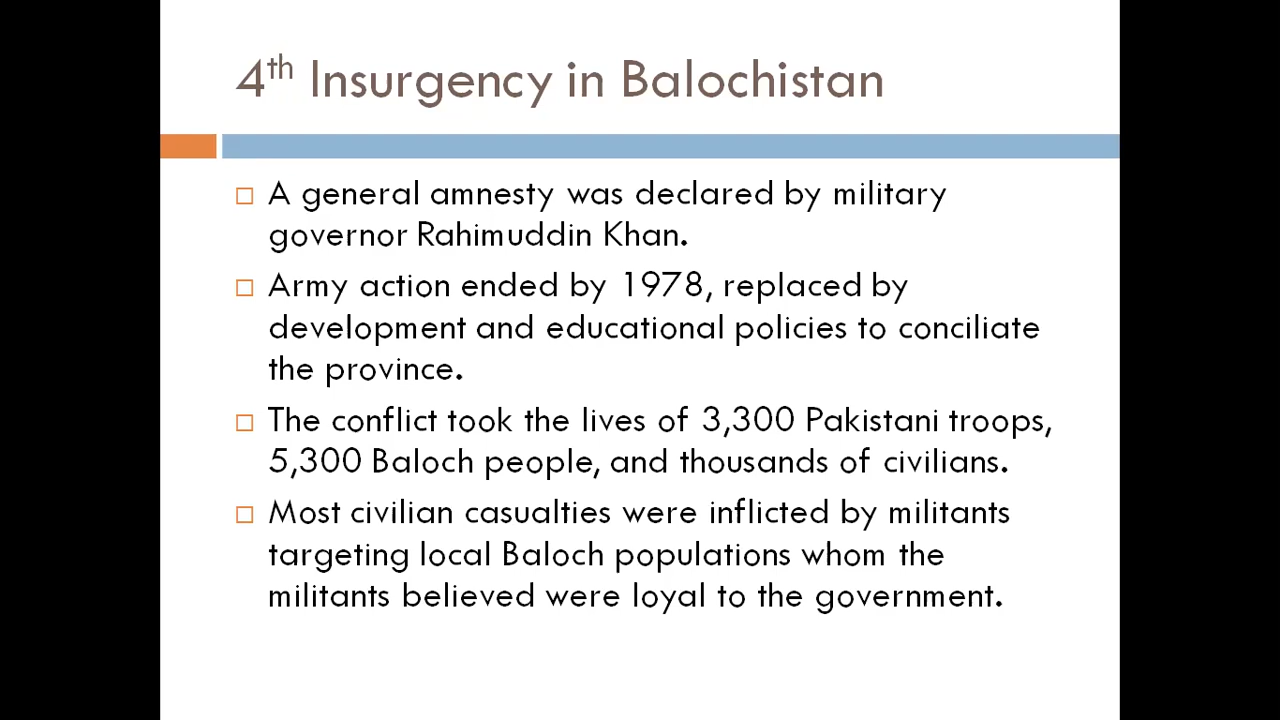 4th Insurgency in Balochistan
A general amnesty was declared by military
governor Rahimuddin Khan.
Army action ended by 1978, replaced by
development and educational policies to conciliate
the province.
The conflict took the lives of 3,300 Pakistani troops,
5,300 Baloch people, and thousands of civilians.
Most civilian casualties were inflicted by militants
targeting local Baloch populations whom the
militants believed were loyal to the government.